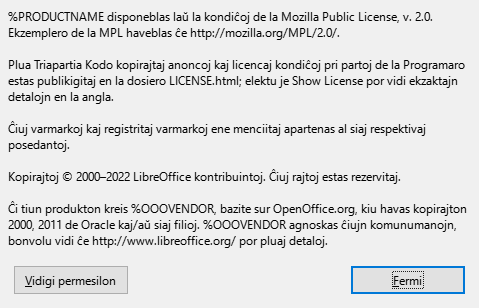 %PRODUCTNAME disponeblas laŭ la kondiĉoj de la Mozilla Public License, v. 2.0.
Ekzemplero de la MPL haveblas ĉe http://mozilla.org/MPL/2.0/.
Plua Triapartia Kodo kopirajtaj anoncoj kaj licencaj kondiĉoj pri partoj de la Programaro
estas publikigitaj en la dosiero LICENSE.html; elektu je Show License por vidi ekzaktajn
detalojn en la angla.
Ĉiuj varmarkoj kaj registritaj varmarkoj ene menciitaj apartenas al siaj respektivaj
posedantoj.
Kopirajtoj © 2000–2022 LibreOffice kontribuintoj. Ĉiuj rajtoj estas rezervitaj.
Ĉi tiun produkton kreis %OOOVENDOR, bazite sur OpenOffice.org, kiu havas kopirajton
2000, 2011 de Oracle kaj/aŭ siaj filioj. %OOOVENDOR agnoskas ĉiujn komunumanojn,
bonvolu vidi ĉe http://www.libreoffice.org/ por pluaj detaloj.
Vidigi permesilon
Fermi